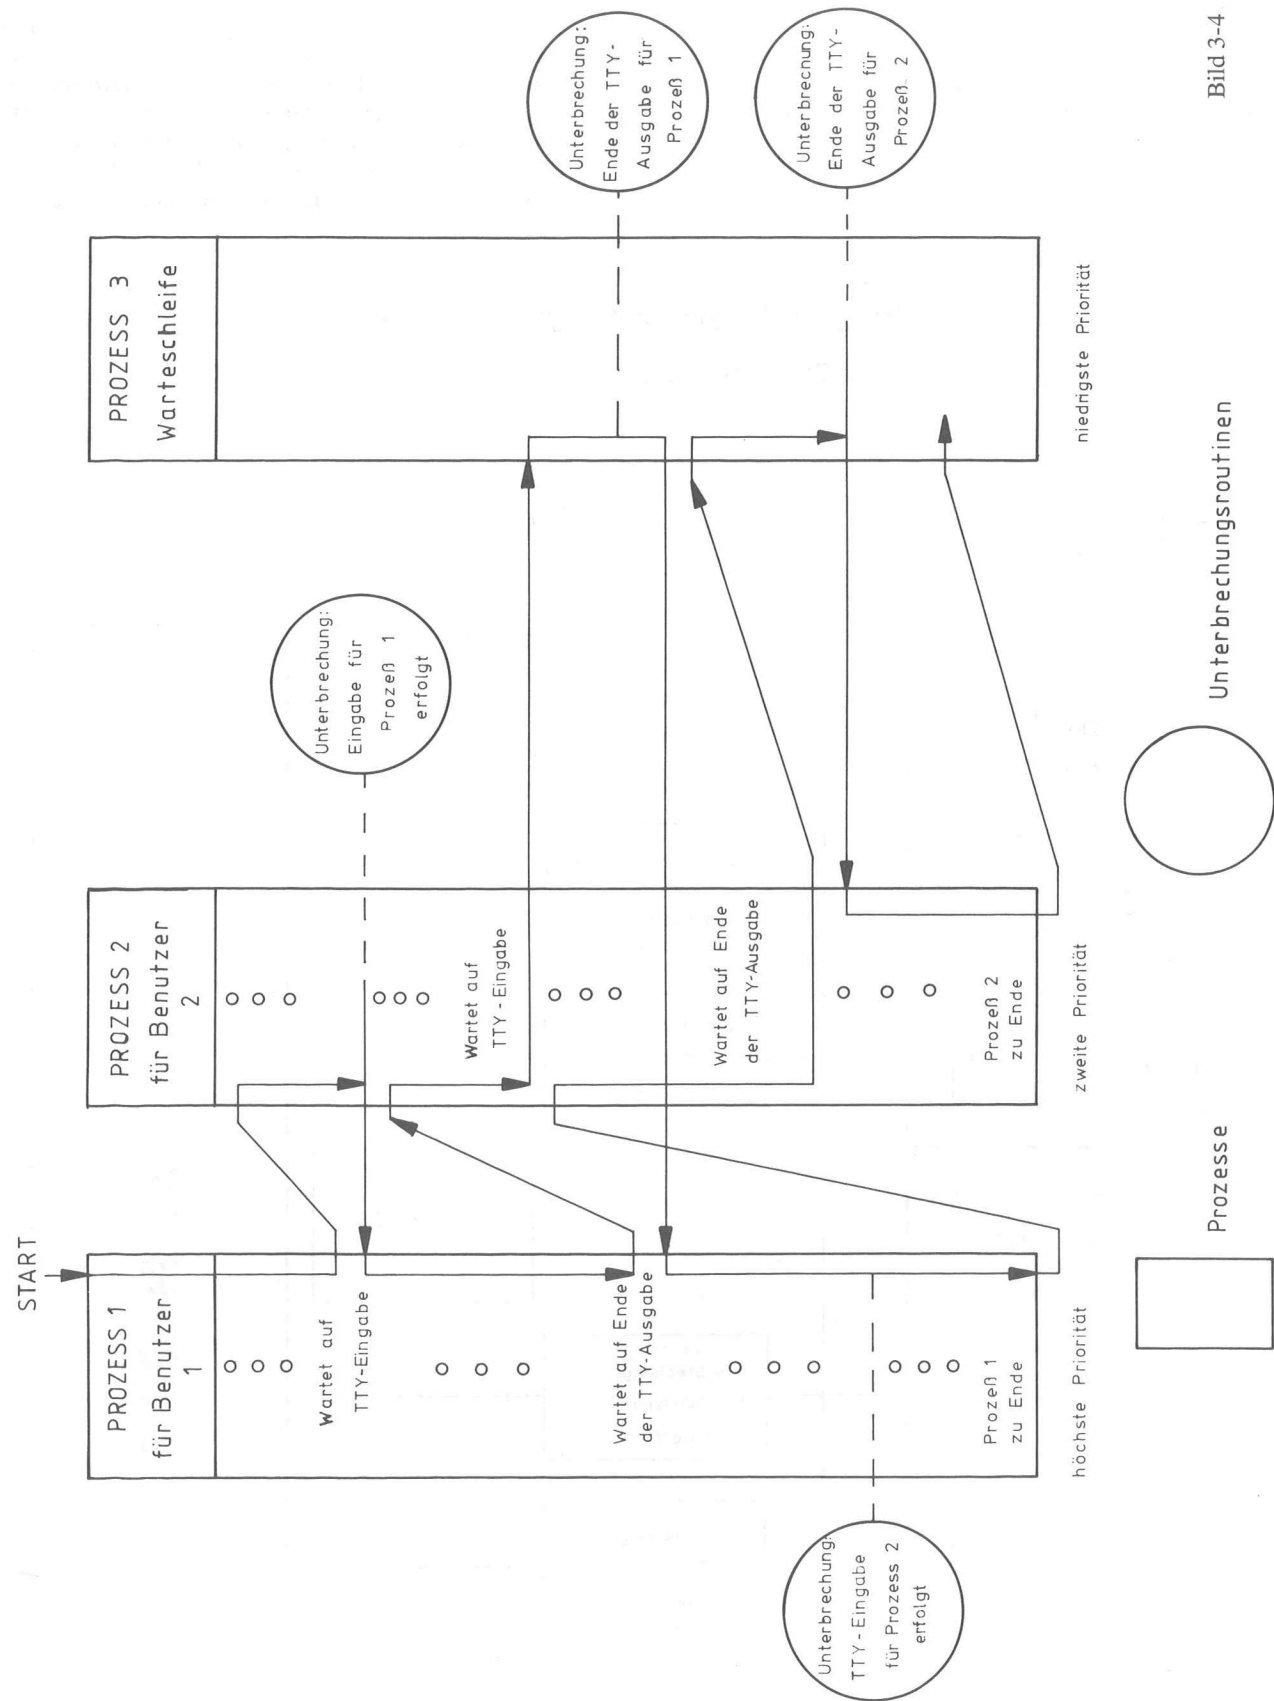 START
PROZESS 1
für Benutzer
1
Wartet auf
TTY-Eingabe
Wartet auf Ende
der TTY-Ausgabe
Prozeß 1
zu Ende
höchste Priorität
Unterbrechung:
TTY-Eingabe
für Prozess 2
erfolgt
PROZESS 2
für Benutzer
2
Wartet auf
TTY-Eingabe
Wartet auf Ende
der TTY-Ausgabe
Prozeß 2
zu Ende
zweite Priorität
Unterbrechung:
Eingabe für
Prozeß 1
erfolgt
PROZESS 3
Warteschleife
niedrigste Priorität
Unterbrechung:
Ende der TTY-
Ausgabe für
Prozeß 1
Unterbrechung:
Ende der TTY-
Ausgabe für
Prozeß 2
Prozesse
Unterbrechungsroutinen
Bild 3-4